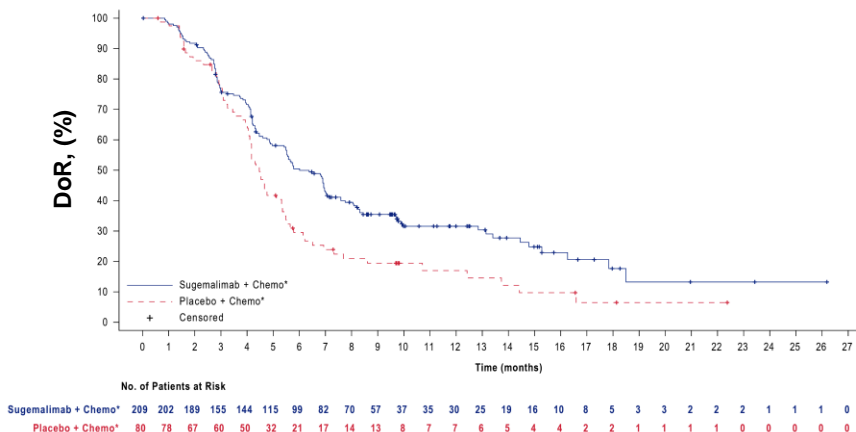 DoR, (%)
100
90
80
70
60
50
40
30
20
10
0
Sugemalimab + Chemo*
Placebo + Chemo*
Censored
0 1 2 3 4 5 6 7 8 9 10 11 12 13 14 15 16 17 18 19 20 21 22 23 24 25 26 27
Time (months)
No. of Patients at Risk
Sugemalimab + Chemo* 209 202 189 155 144 115 99 82 70 57 37 35 30 25 19 16 10 8 5 3 3 2 2 2 1 1 1 0
Placebo + Chemo* 80 78 67 60 50 32 21 17 14 13 8 7 7 6 5 4 4 2 2 1 1 1 1 0 0 0 0 0